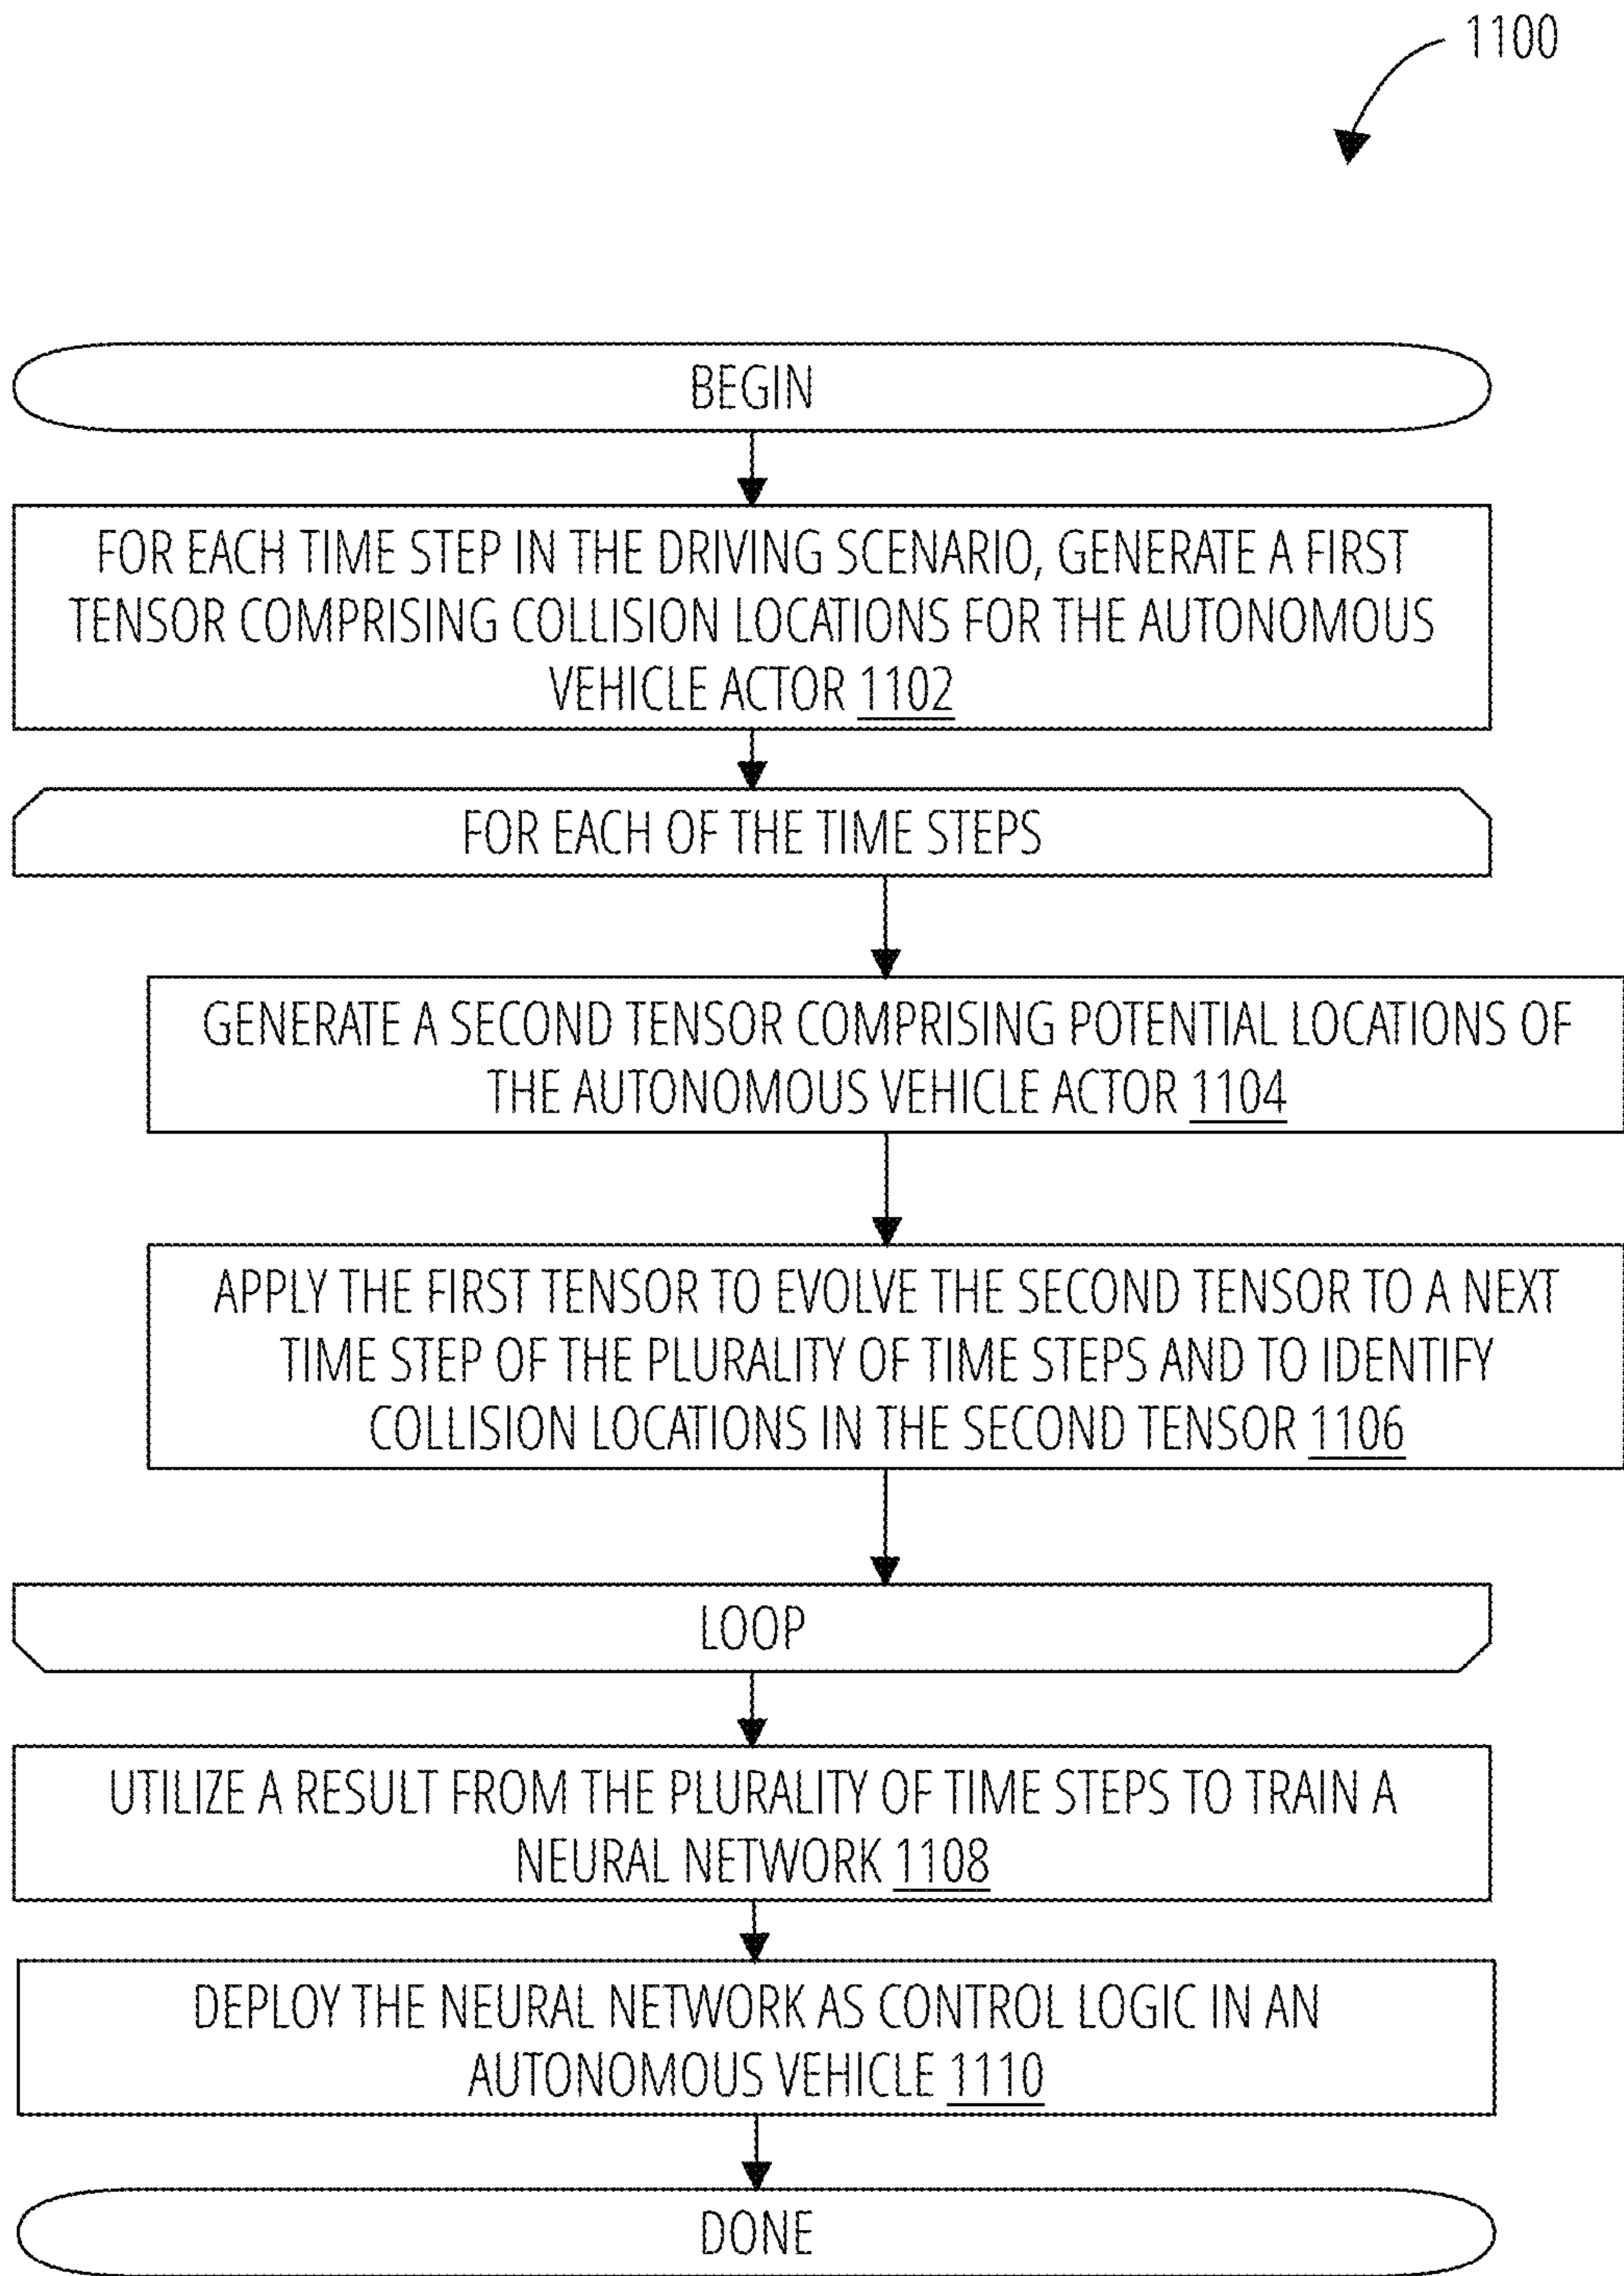 1100
BEGIN
FOR EACH TIME STEP IN THE DRIVING SCENARIO, GENERATE A FIRST
TENSOR COMPRISING COLLISION LOCATIONS FOR THE AUTONOMOUS
VEHICLE ACTOR 1102
FOR EACH OF THE TIME STEPS
GENERATE A SECOND TENSOR COMPRISING POTENTIAL LOCATIONS OF
THE AUTONOMOUS VEHICLE ACTOR 1104
APPLY THE FIRST TENSOR TO EVOLVE THE SECOND TENSOR TO A NEXT
TIME STEP OF THE PLURALITY OF TIME STEPS AND TO IDENTIFY
COLLISION LOCATIONS IN THE SECOND TENSOR 1106
LOOP
UTILIZE A RESULT FROM THE PLURALITY OF TIME STEPS TO TRAIN A
NEURAL NETWORK 1108
DEPLOY THE NEURAL NETWORK AS CONTROL LOGIC IN AN
AUTONOMOUS VEHICLE 1110
DONE